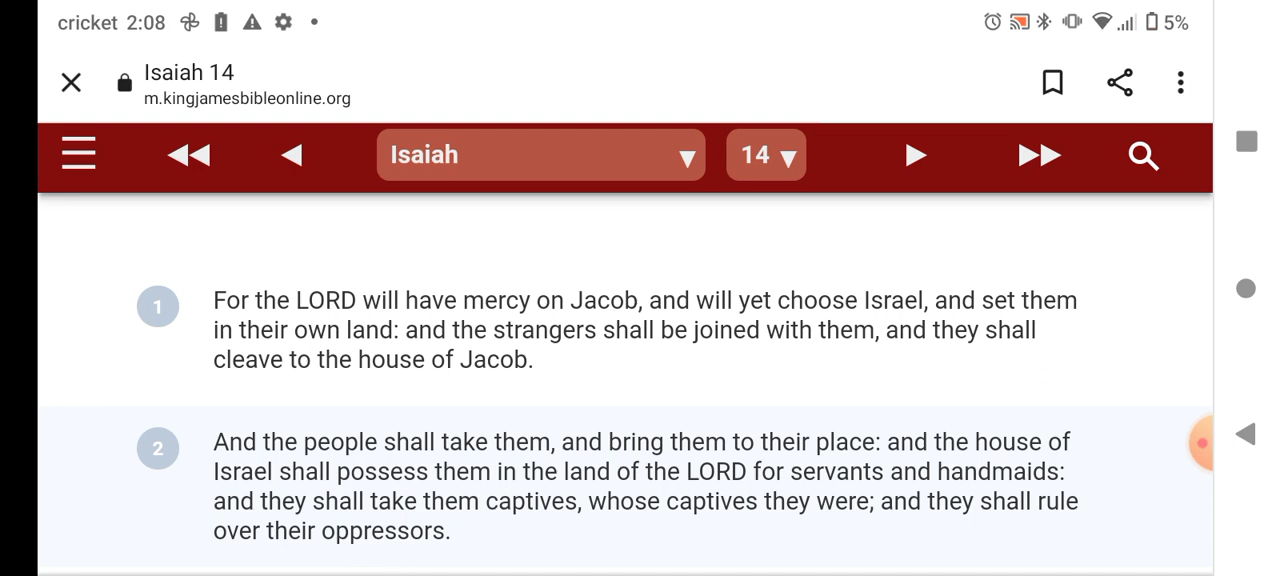 cricket 2:08
5%
Isaiah 14
m.kingjamesbibleonline.org
Isaiah
14
1
For the LORD will have mercy on Jacob, and will yet choose Israel, and set them
in their own land: and the strangers shall be joined with them, and they shall
cleave to the house of Jacob.
2
And the people shall take them, and bring them to their place: and the house of
Israel shall possess them in the land of the LORD for servants and handmaids:
and they shall take them captives, whose captives they were; and they shall rule
over their oppressors.